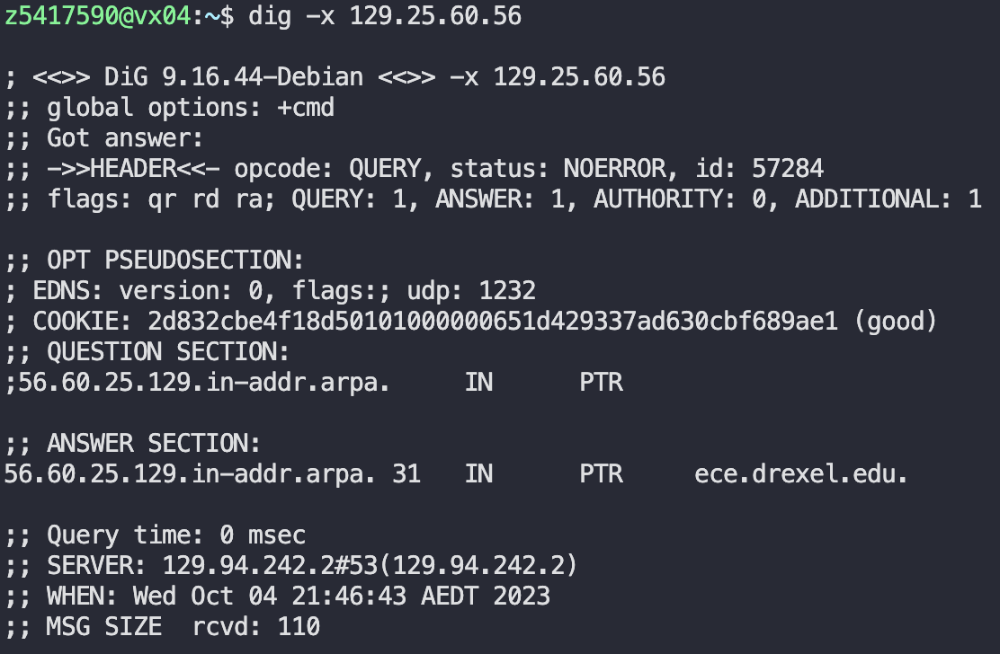 z5417590@vx04:~$ dig -x 129.25.60.56
; <<>> DiG 9.16.44-Debian <<>> -x 129.25.60.56
;; global options: +cmd
;; Got answer:
;; ->>HEADER<<- opcode: QUERY, status: NOERROR, id: 57284
;; flags: qr rd ra; QUERY: 1, ANSWER: 1, AUTHORITY: 0, ADDITIONAL: 1
;; OPT PSEUDOSECTION:
; EDNS: version: 0, flags:; udp: 1232
; COOKIE: 2d832cbe4f18d50101000000651d429337ad630cbf689ae1 (good)
;; QUESTION SECTION:
;56.60.25.129.in-addr.arpa. IN PTR
;; ANSWER SECTION:
56.60.25.129.in-addr.arpa. 31 IN PTR ece.drexel.edu.
;; Query time: 0 msec
;; SERVER: 129.94.242.2#53(129.94.242.2)
;; WHEN: Wed Oct 04 21:46:43 AEDT 2023
;; MSG SIZE  rcvd: 110